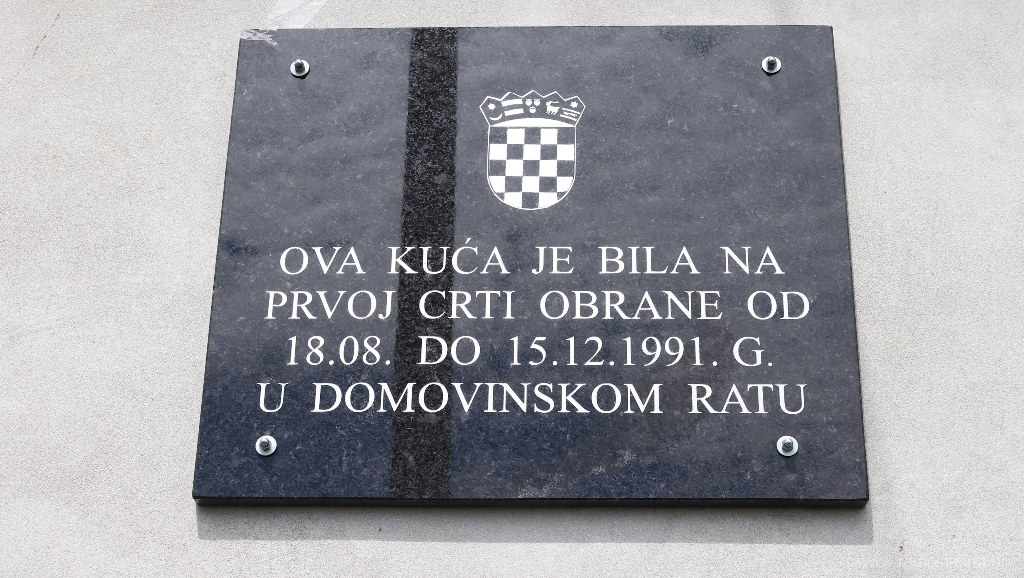 OVA KUĆA JE BILA NA
PRVOJ CRTI OBRANE OD
18.08. DO 15.12.1991. G.
U DOMOVINSKOM RATU